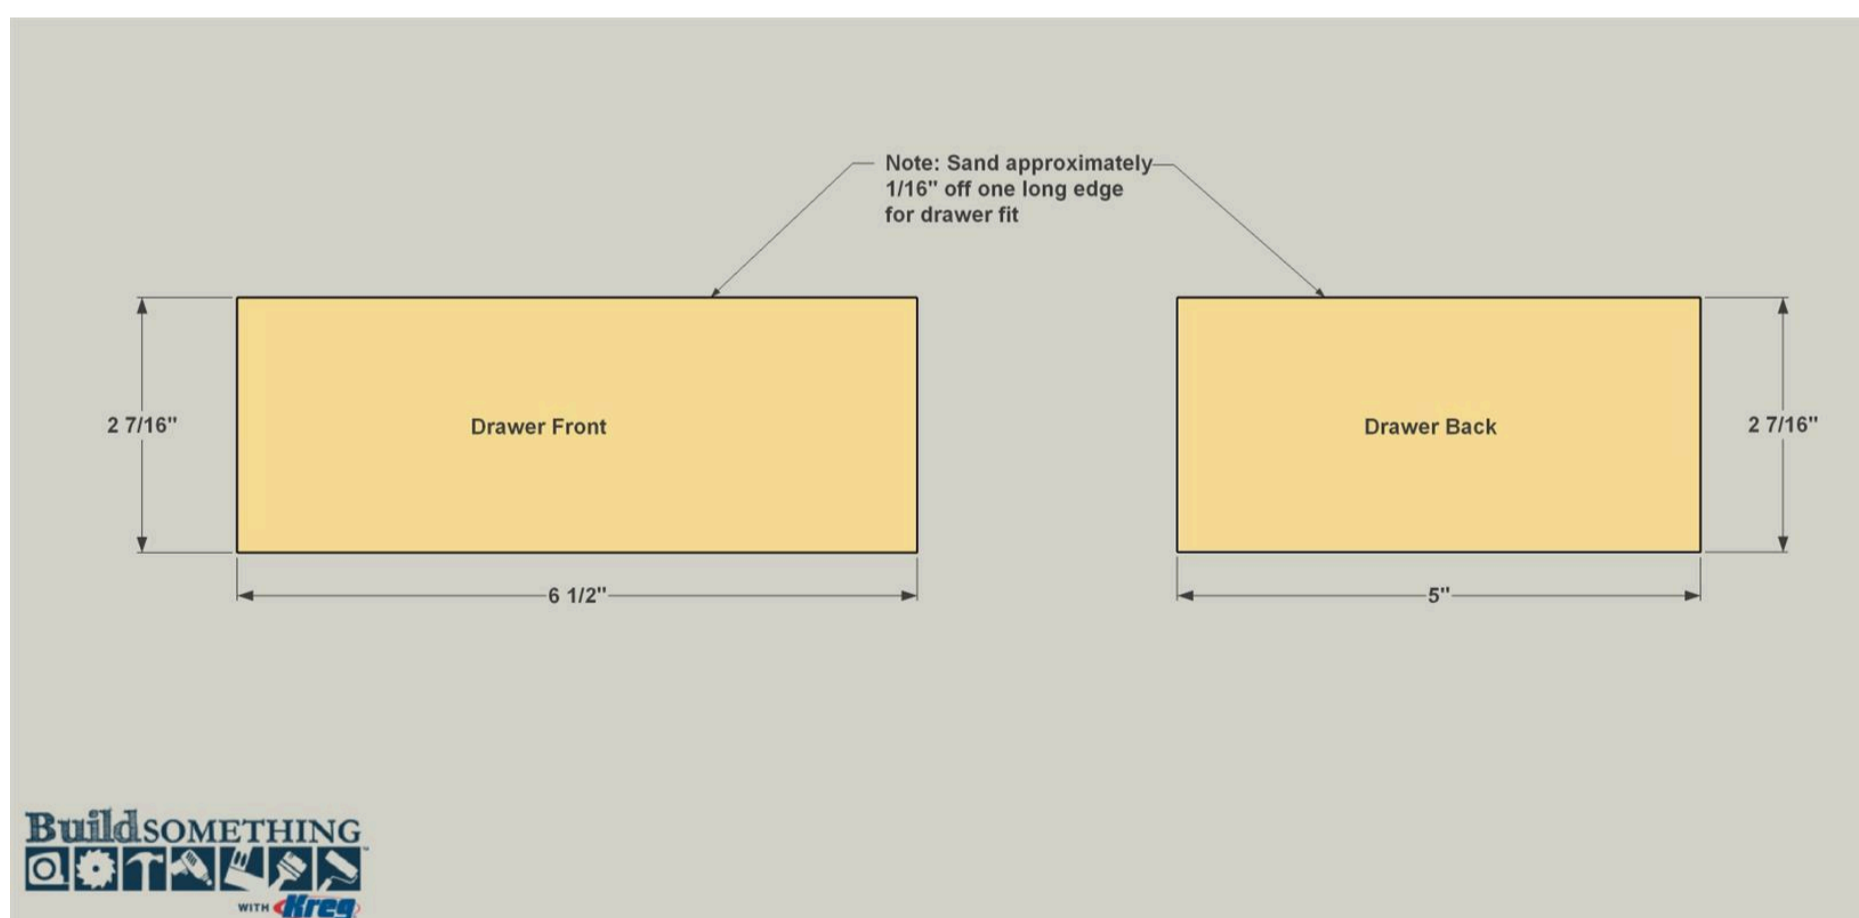 Note: Sand approximately
1/16" off one long edge
for drawer fit
2 7/16"
Drawer Front
Drawer Back
2 7/16"
6 1/2"
5"
BuildSOMETHING™
WITH Kreg